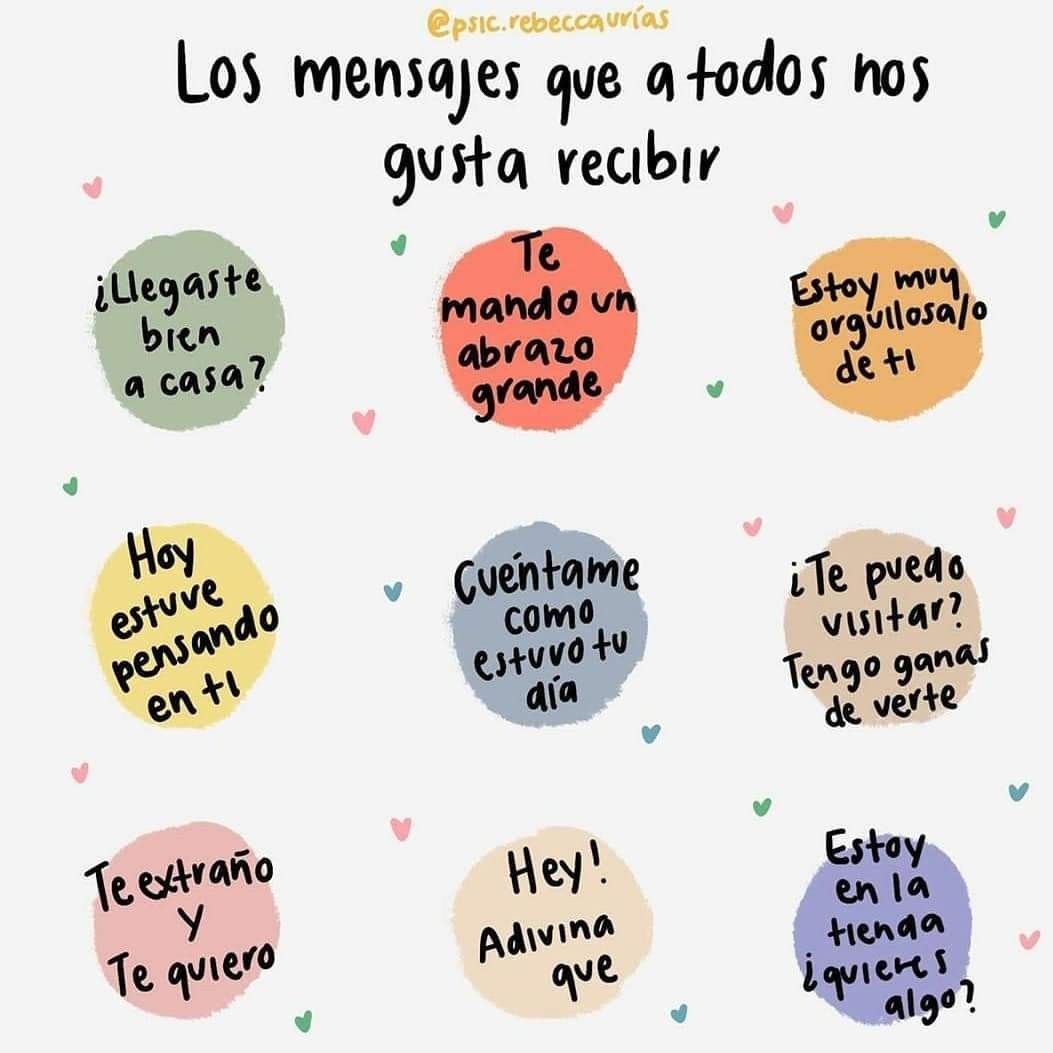 @psic.rebeccaurías
Los mensajes que a todos nos
gusta recibir
¿Llegaste
bien
a casa?
Te
mando un
abrazo
grande
Estoy muy
orgullosa/o
de ti
Hoy
estuve
pensando
en ti
Cuéntame
como
estuvo tu
día
¿Te puedo
visitar?
Tengo ganas
de verte
Te extraño
y
Te quiero
Hey!
Adivina
que
Estoy
en la
tienda
¿quieres
algo?